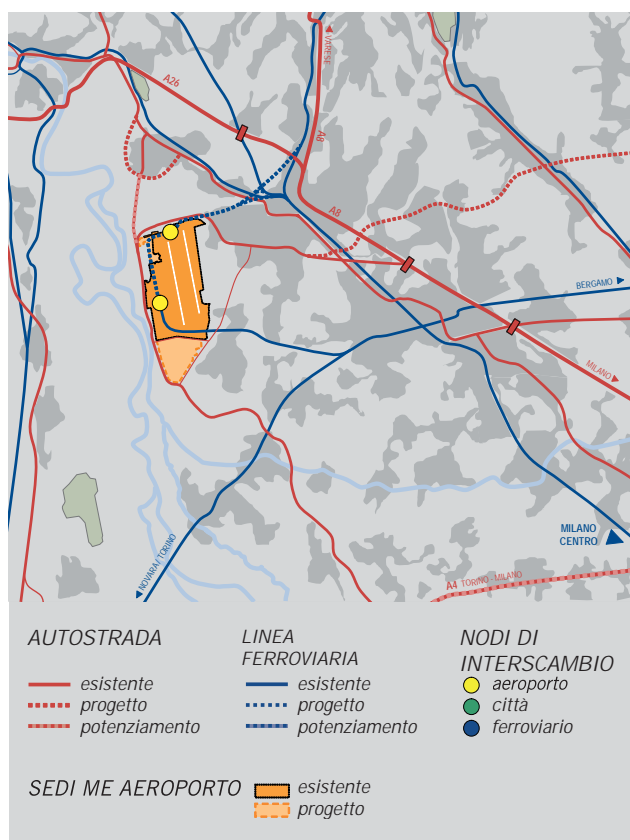 VARESE
A26
A8
A8
BERGAMO
MILANO
MILANO
CENTRO
NOVARA/TORINO
A4 TORINO - MILANO
AUTOSTRADA
esistente
progetto
potenziamento
LINEA
FERROVIARIA
esistente
progetto
potenziamento
NODI DI
INTERSCAMBIO
aeroporto
città
ferroviario
SEDI ME AEROPORTO
esistente
progetto